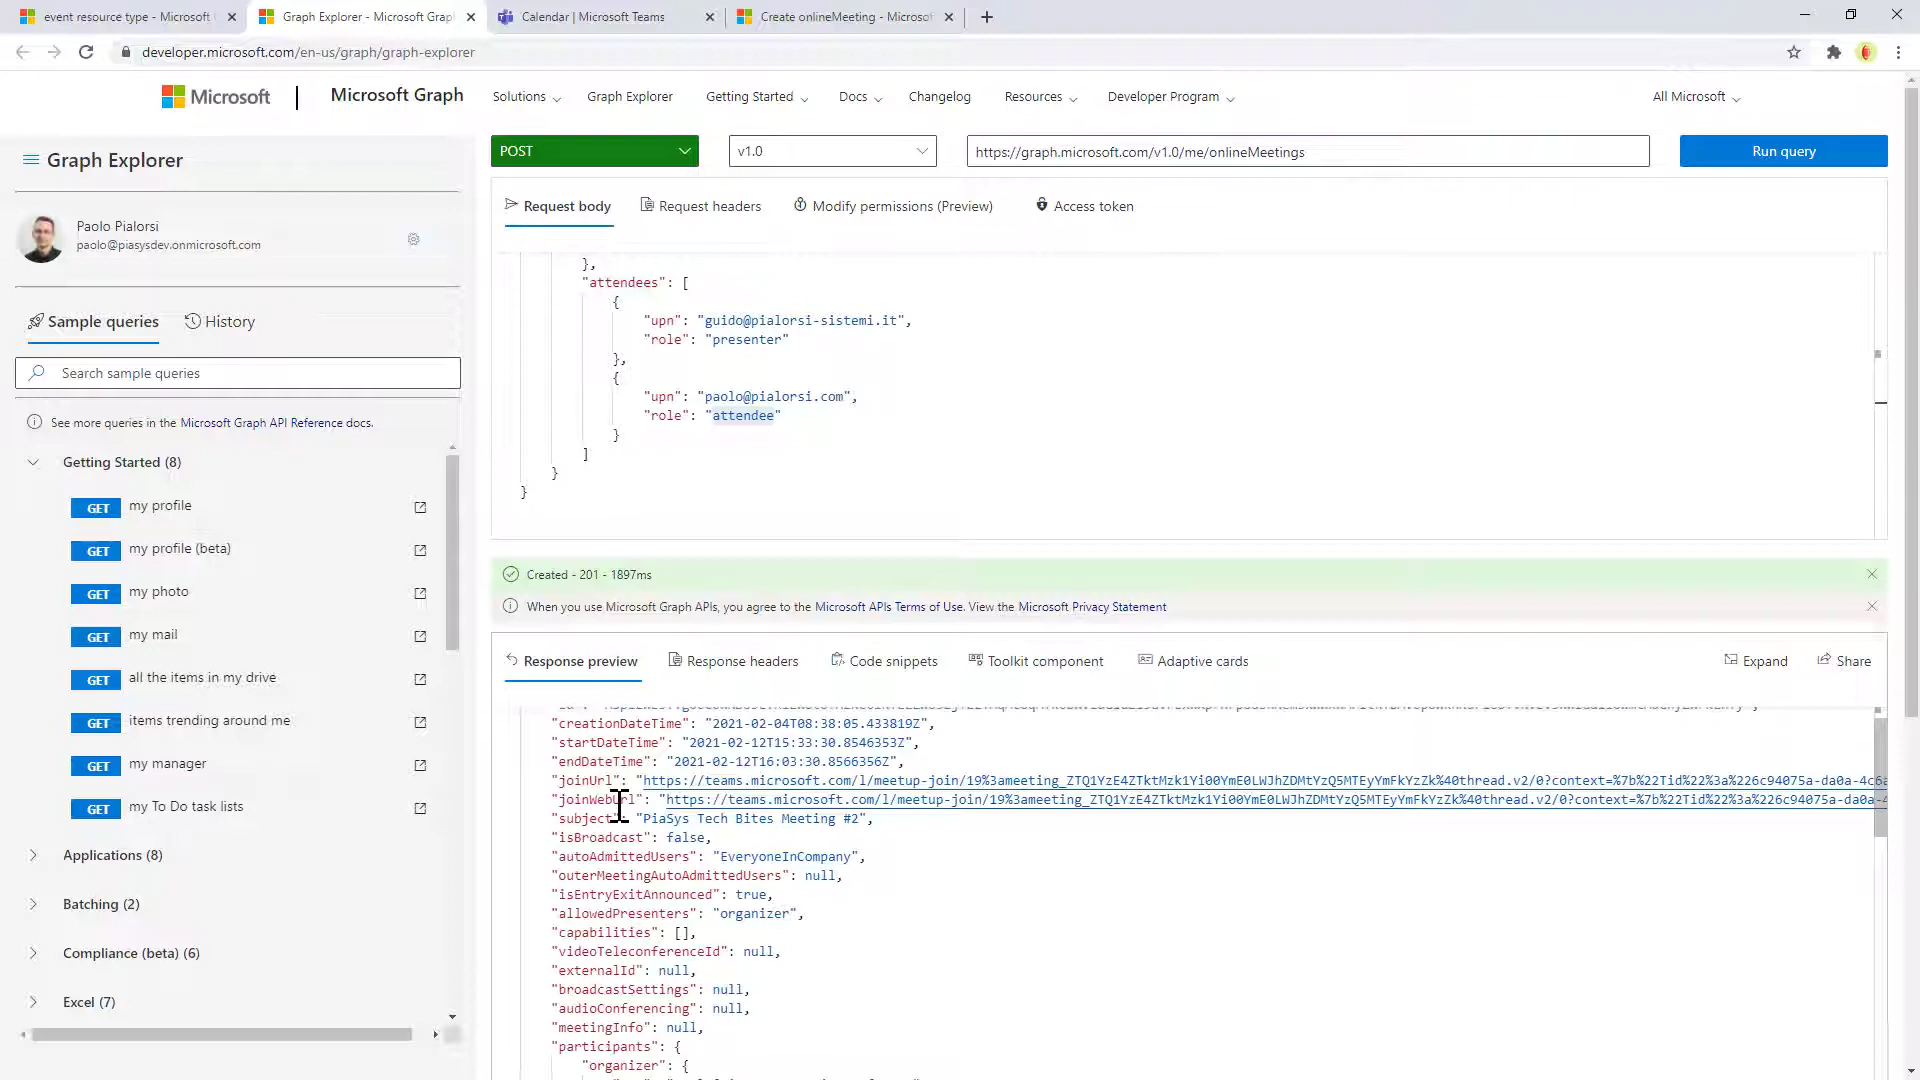 event resource type - Microsoft
Graph Explorer - Microsoft Grap
Calendar | Microsoft Teams
Create onlineMeeting - Microso
developer.microsoft.com/en-us/graph/graph-explorer
Microsoft | Microsoft Graph
Solutions
Graph Explorer
Getting Started
Docs
Changelog
Resources
Developer Program
All Microsoft
Graph Explorer
Paolo Pialorsi
paolo@piasysdev.onmicrosoft.com
Sample queries
History
Search sample queries
See more queries in the Microsoft Graph API Reference docs.
Getting Started (8)
GET my profile
GET my profile (beta)
GET my photo
GET my mail
GET all the items in my drive
GET items trending around me
GET my manager
GET my To Do task lists
Applications (8)
Batching (2)
Compliance (beta) (6)
Excel (7)
POST
v1.0
https://graph.microsoft.com/v1.0/me/onlineMeetings
Run query
Request body
Request headers
Modify permissions (Preview)
Access token
},
"attendees": [
{
"upn": "guido@pialorsi-sistemi.it",
"role": "presenter"
},
{
"upn": "paolo@pialorsi.com",
"role": "attendee"
}
]
}
}
Created - 201 - 1897ms
When you use Microsoft Graph APIs, you agree to the Microsoft APIs Terms of Use. View the Microsoft Privacy Statement
Response preview
Response headers
Code snippets
Toolkit component
Adaptive cards
Expand
Share
"creationDateTime": "2021-02-04T08:38:05.433819Z",
"startDateTime": "2021-02-12T15:33:30.8546353Z",
"endDateTime": "2021-02-12T16:03:30.8566356Z",
"joinUrl": "https://teams.microsoft.com/l/meetup-join/19%3ameeting_ZTQ1YzE4ZTktMzk1Yi00YmE0LWJhZDMtYzQ5MTEyYmFkYzZk%40thread.v2/0?context=%7b%22Tid%22%3a%226c94075a-da0a-4c6a
"joinWebUrl": "https://teams.microsoft.com/l/meetup-join/19%3ameeting_ZTQ1YzE4ZTktMzk1Yi00YmE0LWJhZDMtYzQ5MTEyYmFkYzZk%40thread.v2/0?context=%7b%22Tid%22%3a%226c94075a-da0a-4
"subject": "PiaSys Tech Bites Meeting #2",
"isBroadcast": false,
"autoAdmittedUsers": "EveryoneInCompany",
"outerMeetingAutoAdmittedUsers": null,
"isEntryExitAnnounced": true,
"allowedPresenters": "organizer",
"capabilities": [],
"videoTeleconferenceId": null,
"externalId": null,
"broadcastSettings": null,
"audioConferencing": null,
"meetingInfo": null,
"participants": {
"organizer": {